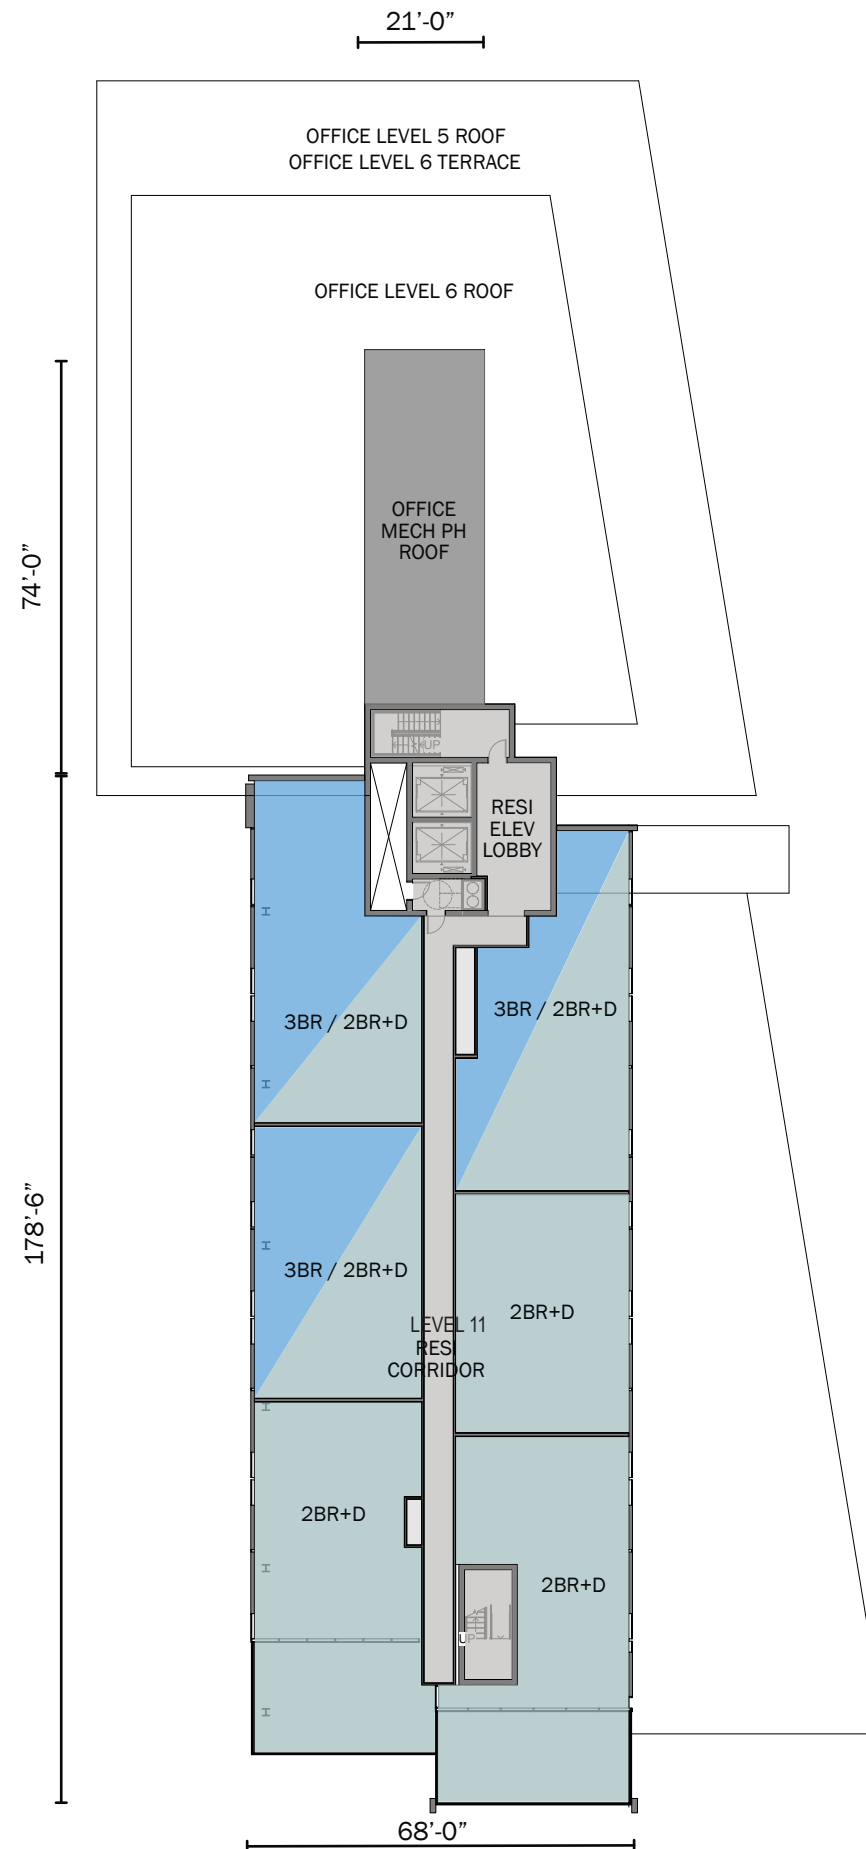 21’-0”
OFFICE LEVEL 5 ROOF
OFFICE LEVEL 6 TERRACE
OFFICE LEVEL 6 ROOF
OFFICE
MECH PH
ROOF
74’-0”
UP
RESI
ELEV
LOBBY
3BR / 2BR+D
3BR / 2BR+D
178’-6”
3BR / 2BR+D
2BR+D
LEVEL 11
RESI
CORRIDOR
2BR+D
2BR+D
UP
68’-0”